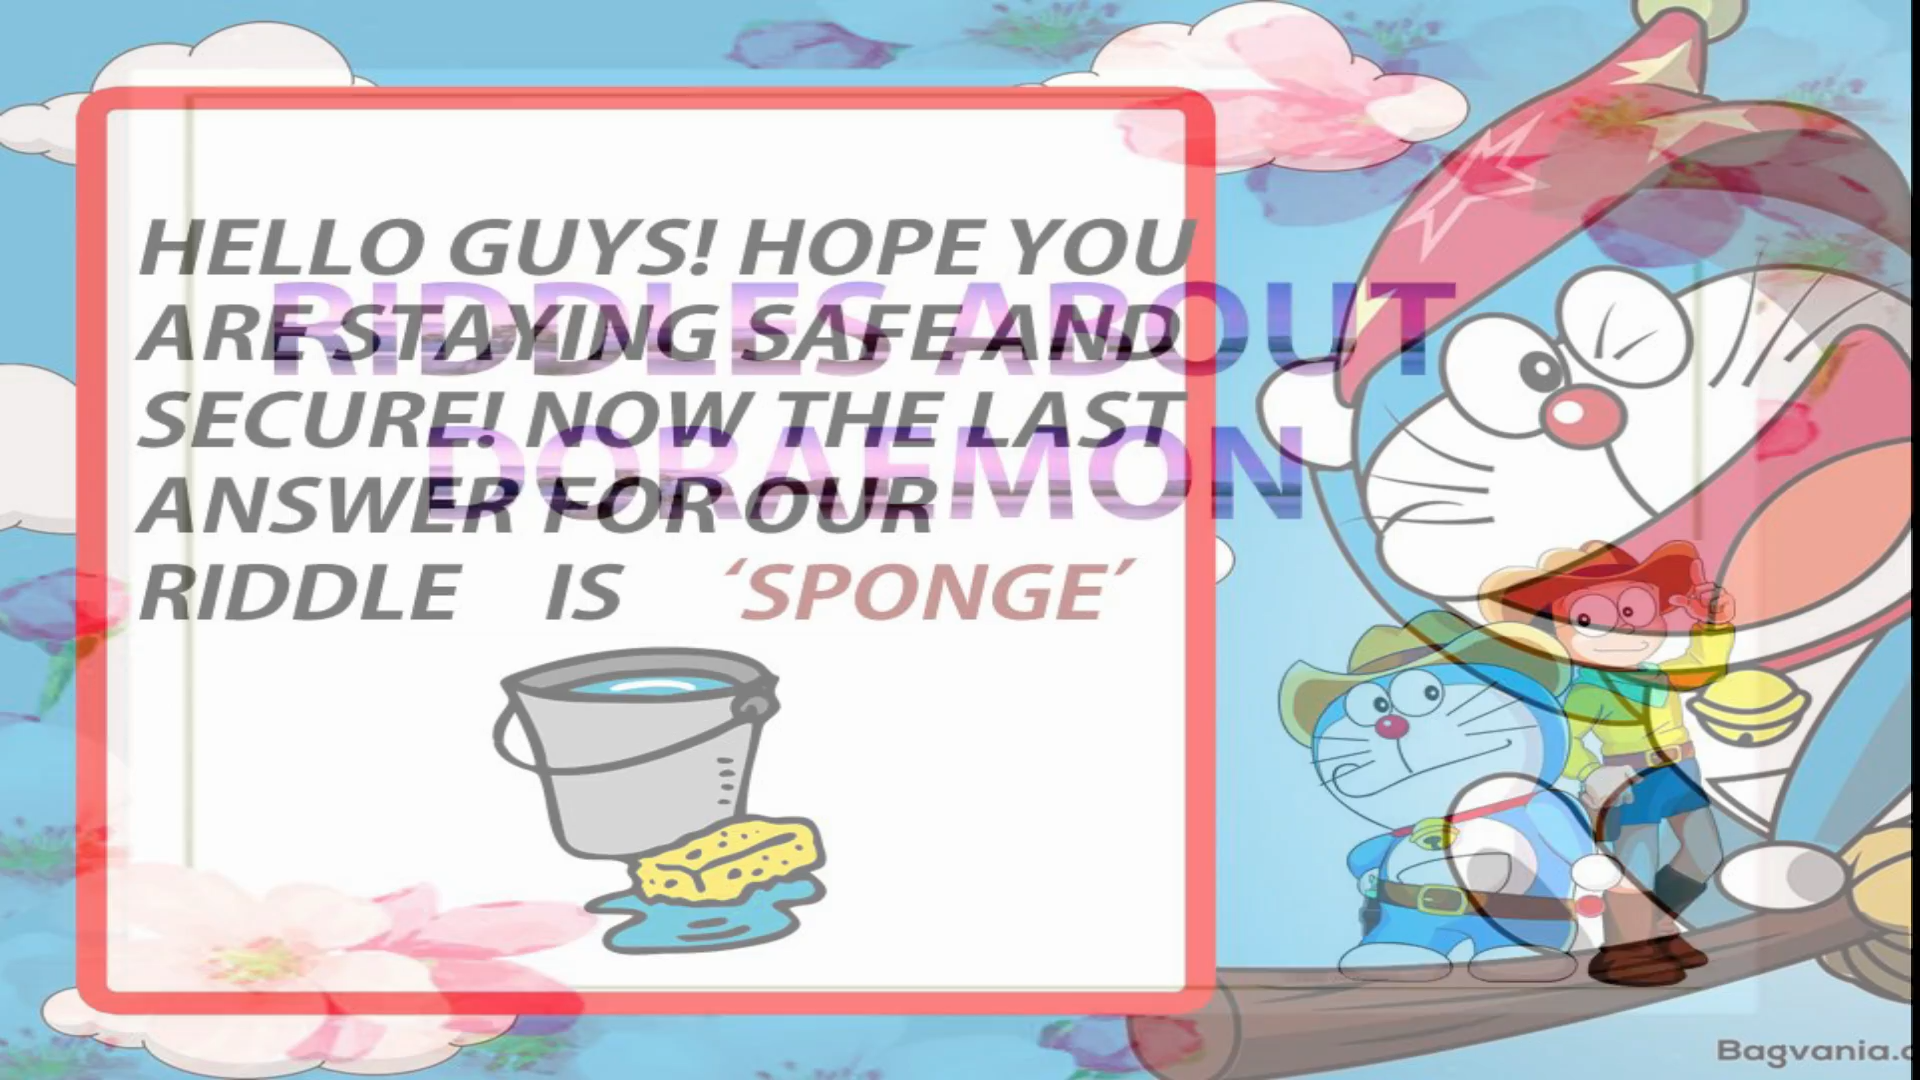 HELLO GUYS! HOPE YOU
ARE STAYING SAFE AND
SECURE! NOW THE LAST
ANSWER FOR OUR
RIDDLE IS ‘SPONGE’
RIDDLES ABOUT
DORAEMON